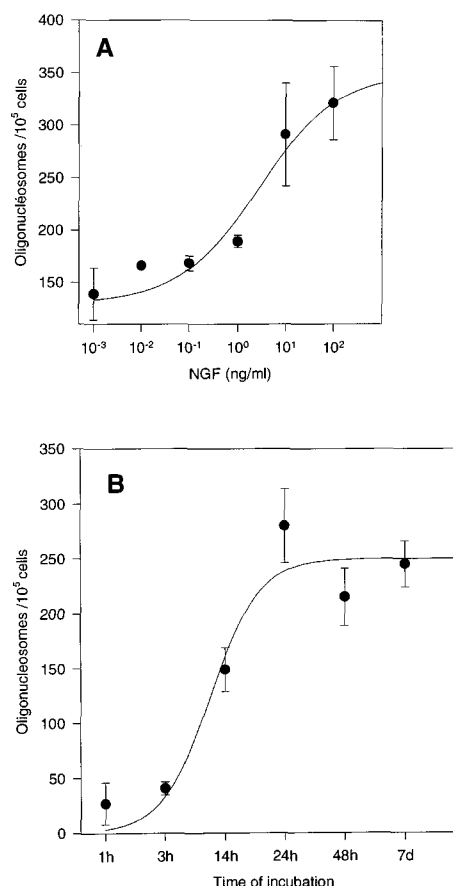 A
Oligonucléosomes /10⁵ cells
400
350
300
250
200
150
10⁻³ 10⁻² 10⁻¹ 10⁰ 10¹ 10²
NGF (ng/ml)
B
Oligonucleosomes /10⁵ cells
350
300
250
200
150
100
50
0
1h 3h 14h 24h 48h 7d
Time of incubation